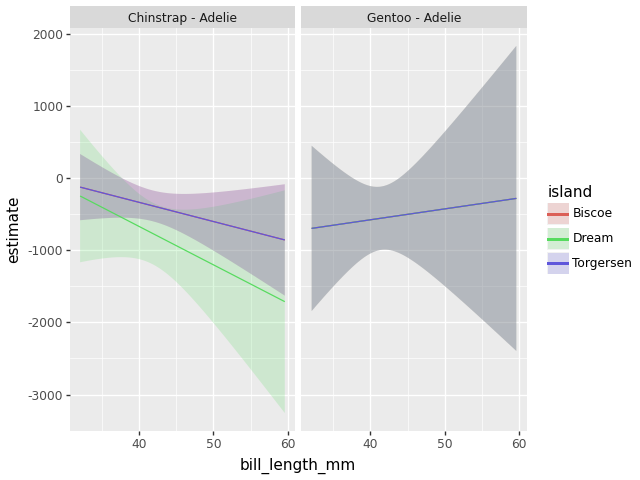 Chinstrap - Adelie Gentoo - Adelie
2000
1000
0
-1000
-2000
-3000
estimate
40 50 60 40 50 60
bill_length_mm
island
Biscoe
Dream
Torgersen